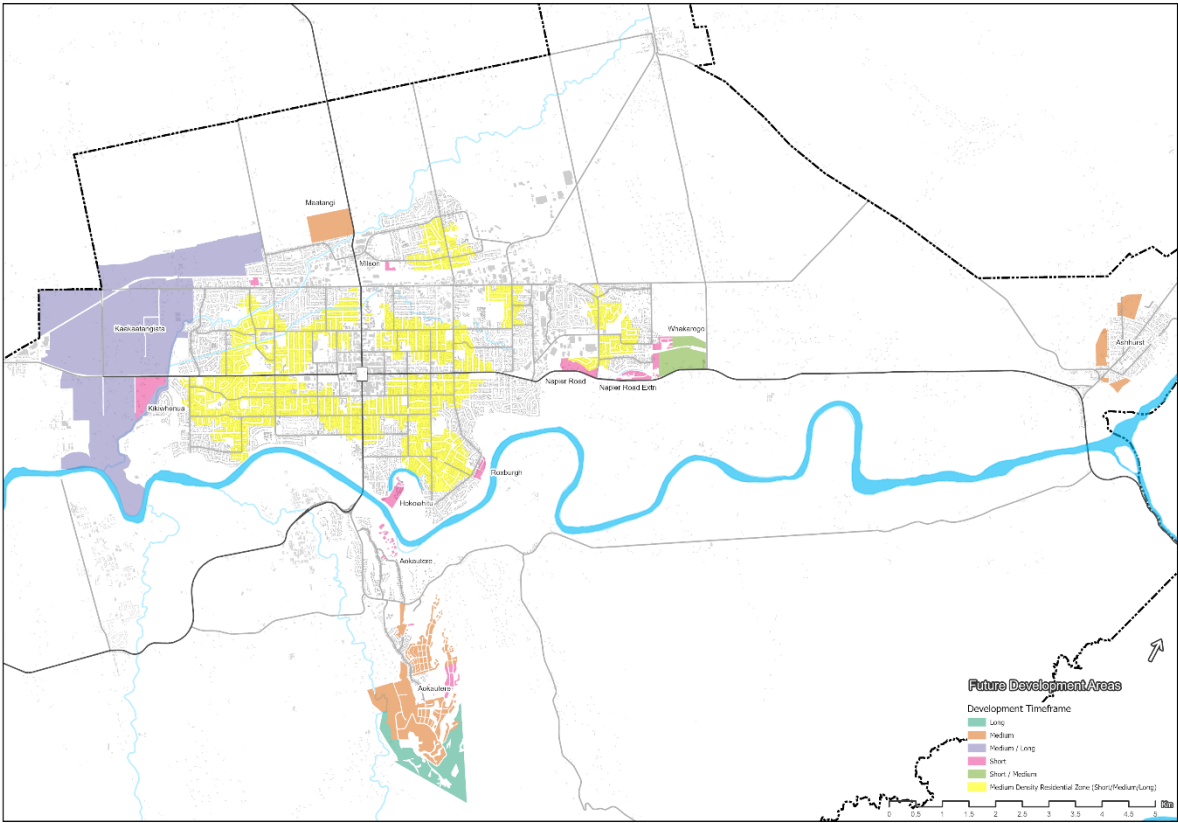 Maatangi
Milson
Kaakaatangiata
Whakarongo
Ashhurst
Napier Road
Napier Road Extn
Kikiwhenua
Roxburgh
Hokowhitu
Aokautere
Aokautere
Future Development Areas
Development Timeframe
Long
Medium
Medium / Long
Short
Short / Medium
Medium Density Residential Zone (Short/Medium/Long)
Km
0 0.5 1 1.5 2 2.5 3 3.5 4 4.5 5